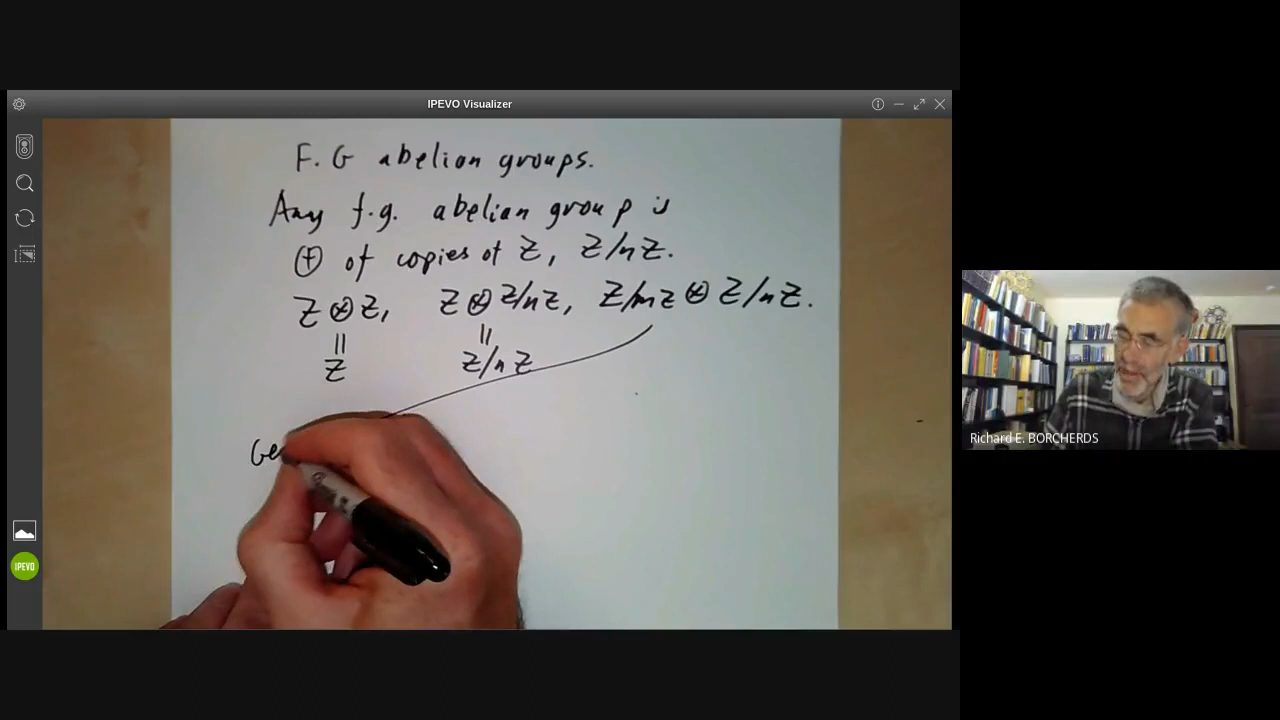 IPEVO Visualizer
F.G abelian groups.
Any f.g. abelian group is
⊕ of copies of Z, Z/nZ.
Z ⊗ Z, Z ⊗ Z/nZ, Z/mZ ⊗ Z/nZ.
= =
Z Z/nZ
Ge
Richard E. BORCHERDS
IPEVO